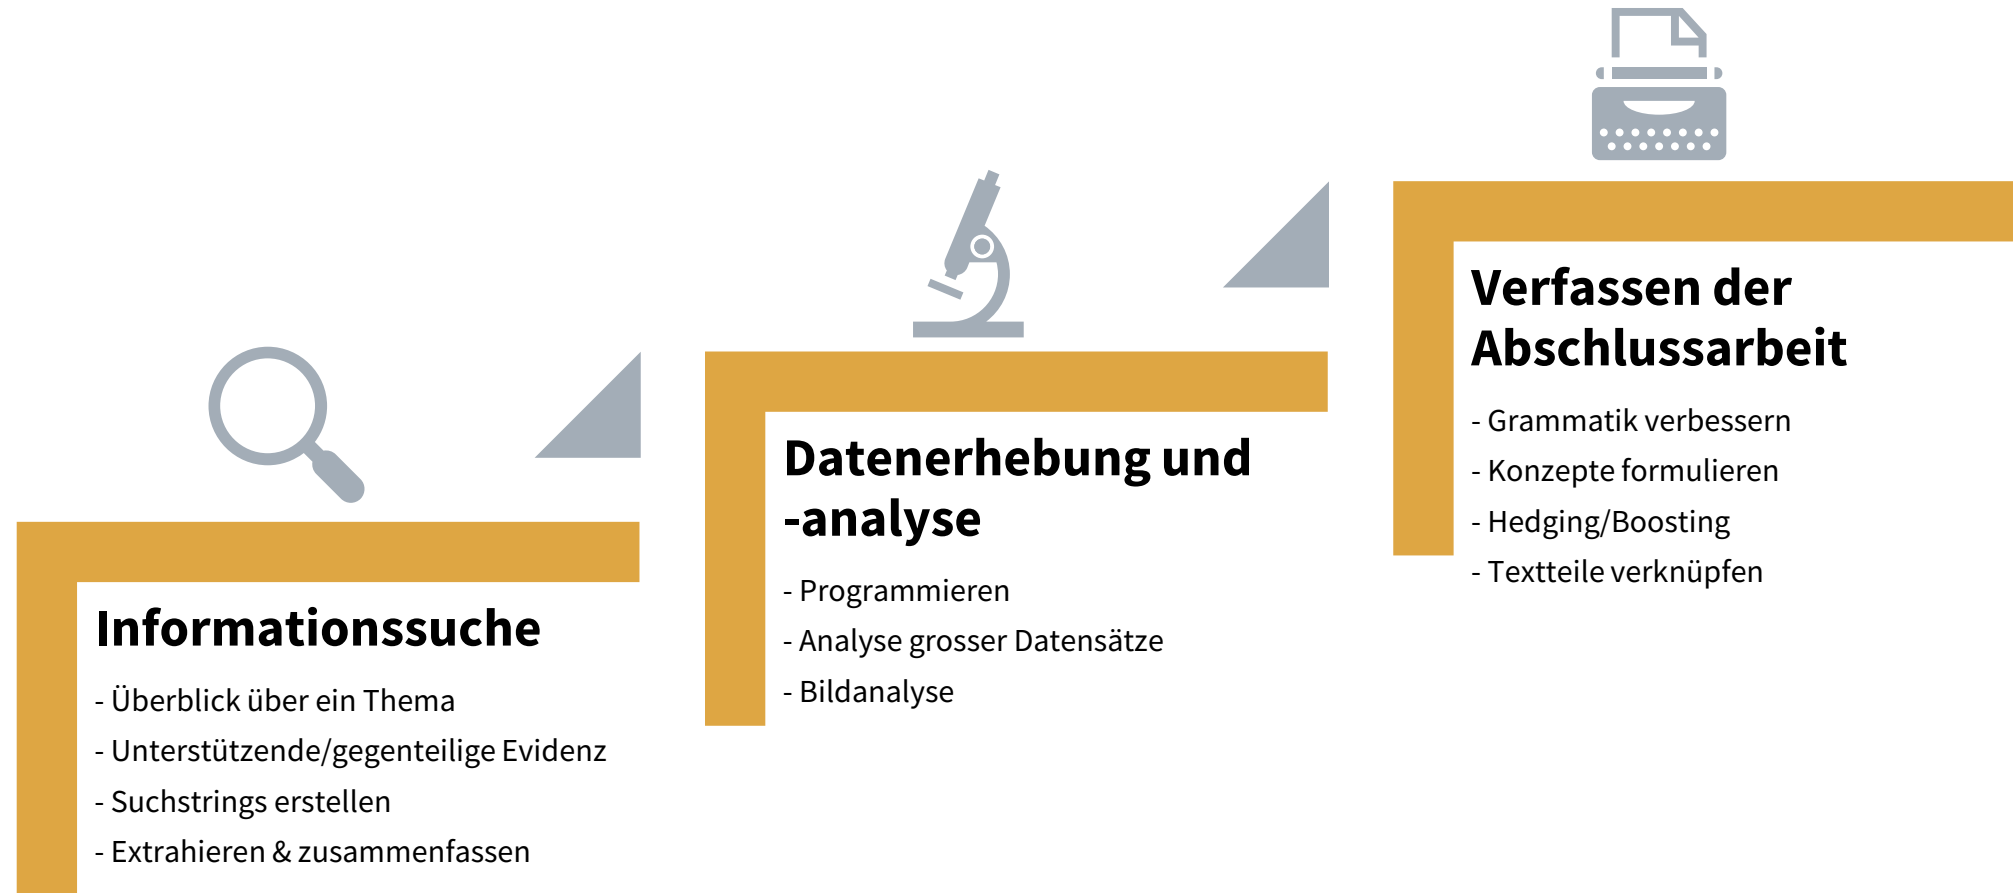 Informationssuche
- Überblick über ein Thema
- Unterstützende/gegenteilige Evidenz
- Suchstrings erstellen
- Extrahieren & zusammenfassen
Datenerhebung und
-analyse
- Programmieren
- Analyse grosser Datensätze
- Bildanalyse
Verfassen der
Abschlussarbeit
- Grammatik verbessern
- Konzepte formulieren
- Hedging/Boosting
- Textteile verknüpfen